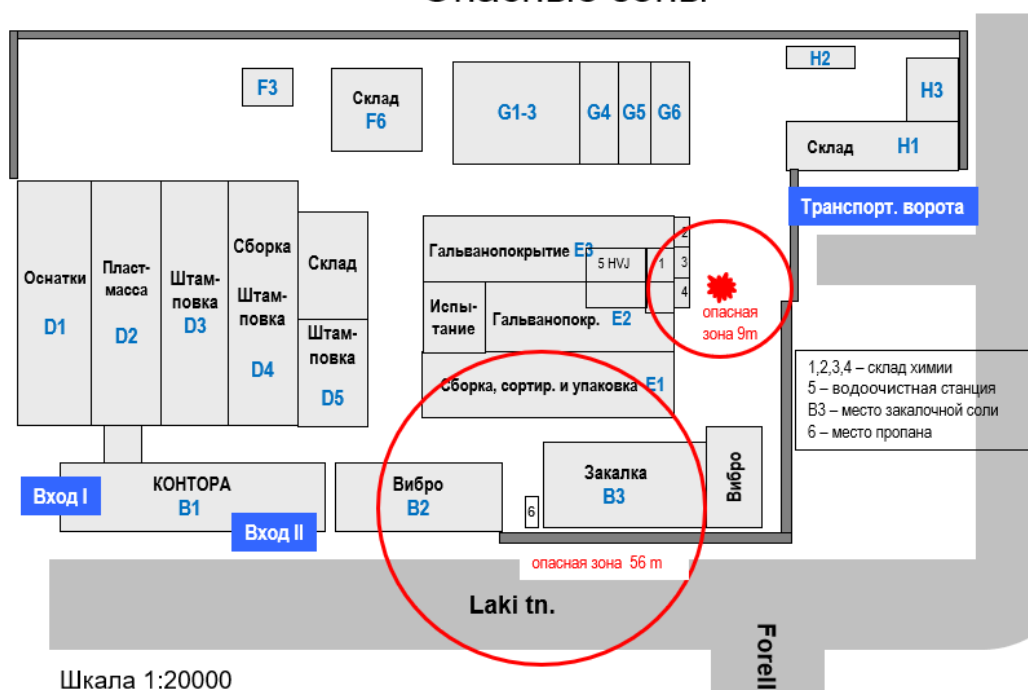 Опасные зоны
H2
F3
Склад
F6
G1-3
G4
G5
G6
H3
Склад
H1
Транспорт. ворота
Оснатки
D1
Пласт-
масса
D2
Штам-
повка
D3
Сборка
Штам-
повка
D4
Склад
Штам-
повка
D5
Гальванопокрытие E3
5 HVJ
1
2
3
4
Испы-
тание
Гальванопокр. E2
Сборка, сортир. и упаковка E1
опасная
зона 9m
1,2,3,4 – склад химии
5 – водоочистная станция
B3 – место закалочной соли
6 – место пропана
Вход I
КОНТОРА
B1
Вход II
Вибро
B2
6
Закалка
B3
Вибро
опасная зона 56 m
Laki tn.
Forell
Шкала 1:20000